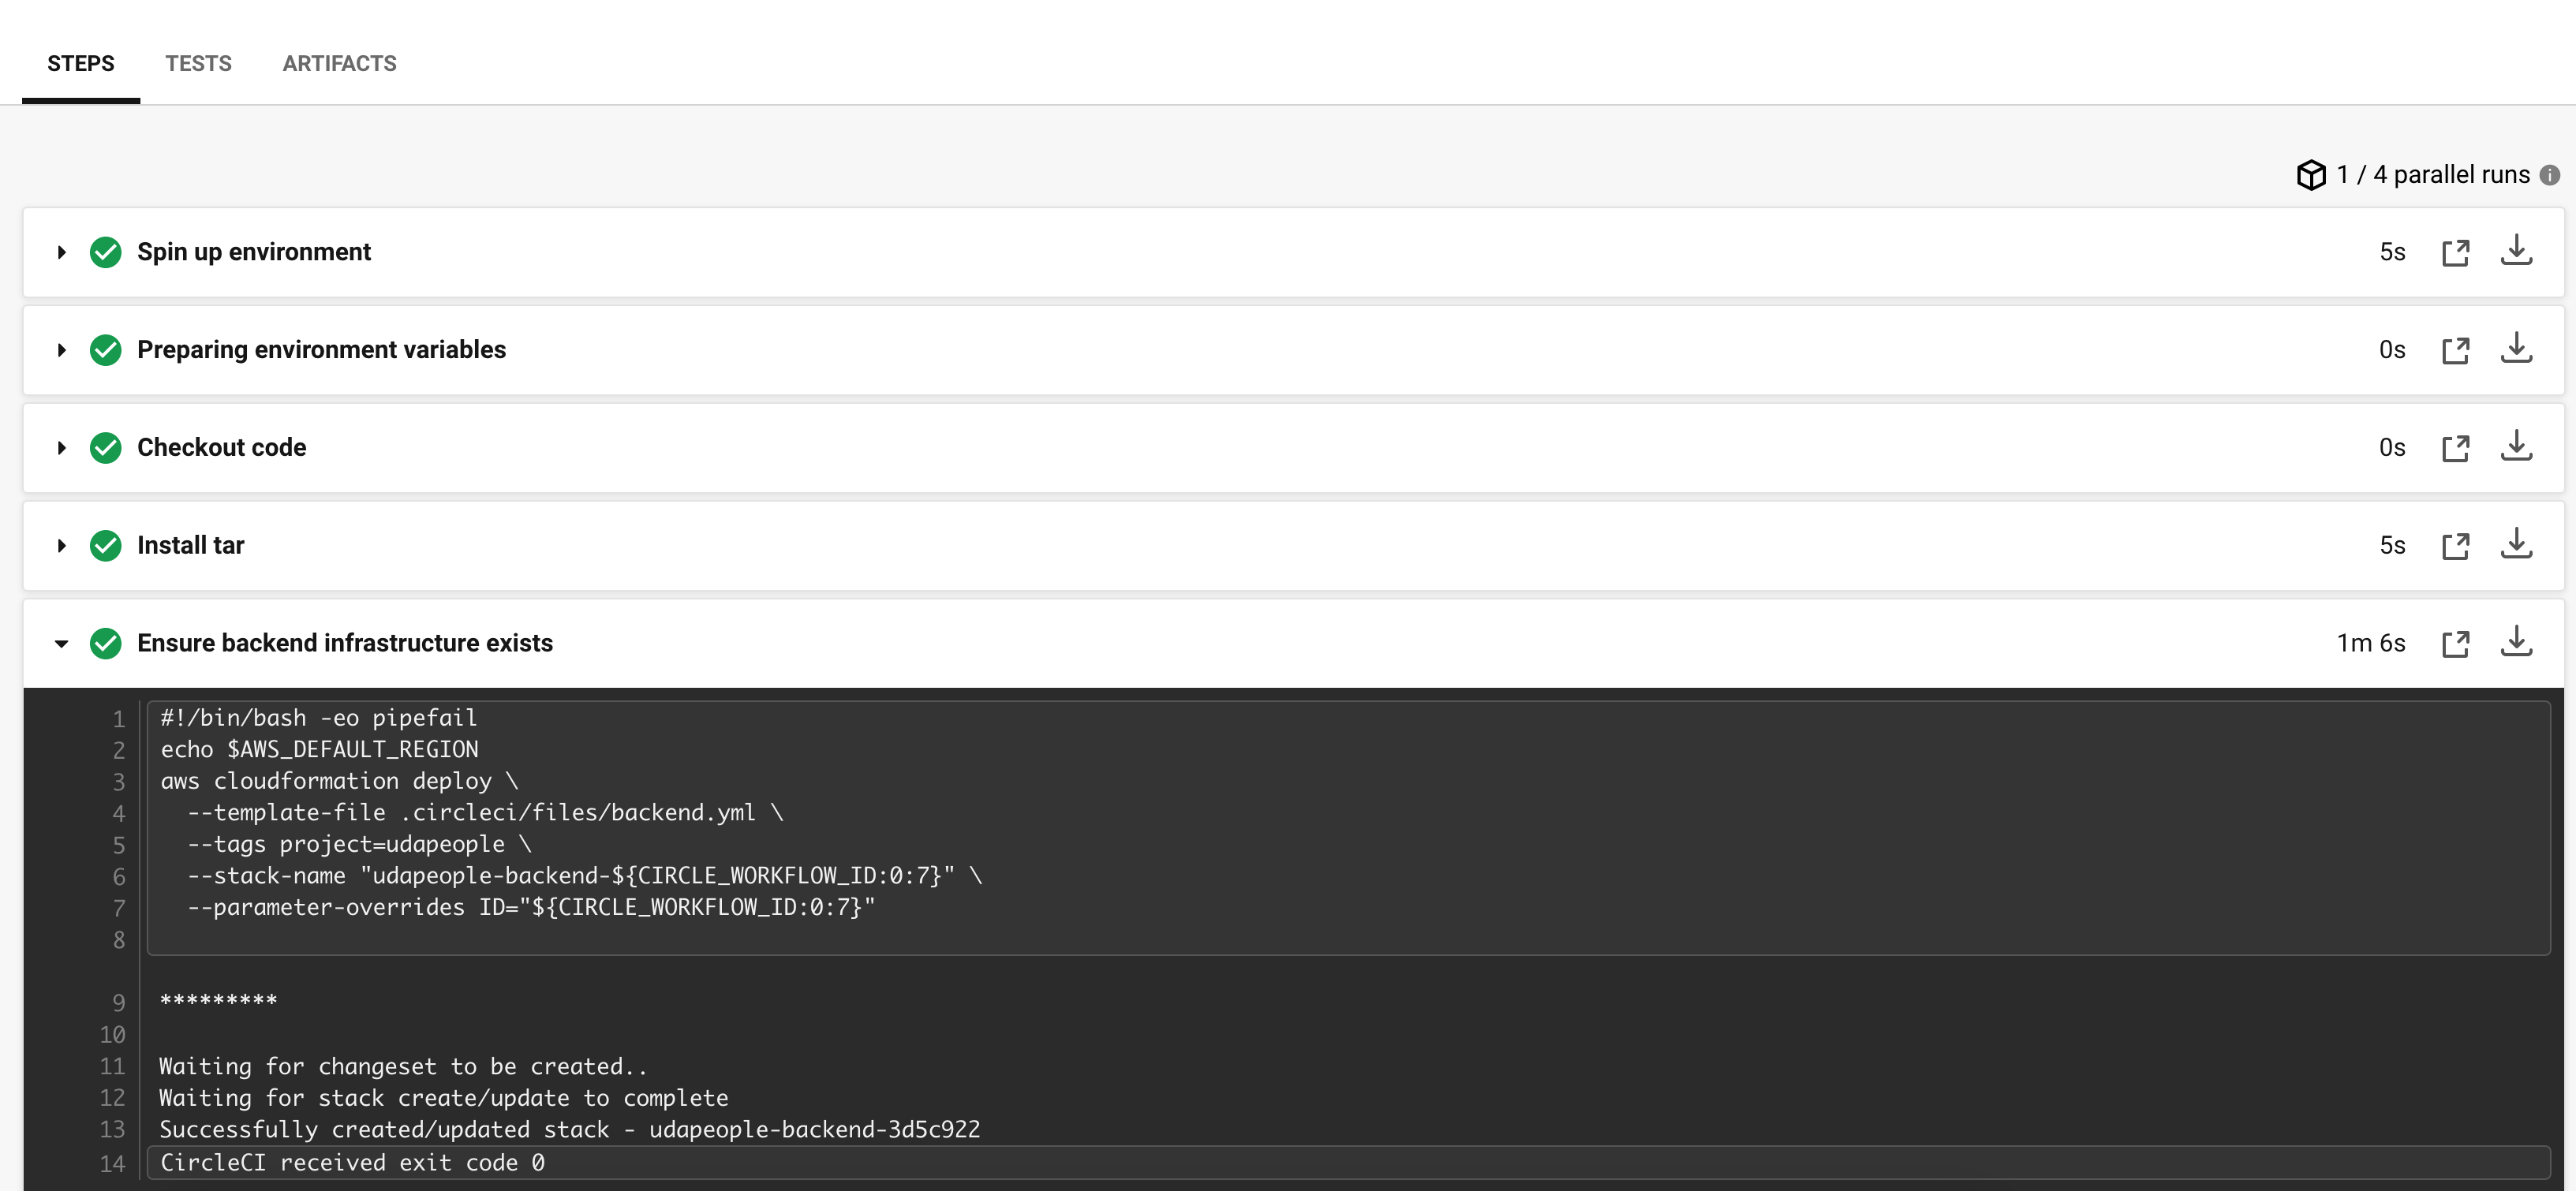 STEPS TESTS ARTIFACTS
1 / 4 parallel runs
Spin up environment 5s
Preparing environment variables 0s
Checkout code 0s
Install tar 5s
Ensure backend infrastructure exists 1m 6s
1 #!/bin/bash -eo pipefail
2 echo $AWS_DEFAULT_REGION
3 aws cloudformation deploy \
4   --template-file .circleci/files/backend.yml \
5   --tags project=udapeople \
6   --stack-name "udapeople-backend-${CIRCLE_WORKFLOW_ID:0:7}" \
7   --parameter-overrides ID="${CIRCLE_WORKFLOW_ID:0:7}"
8
9 *********
10
11 Waiting for changeset to be created..
12 Waiting for stack create/update to complete
13 Successfully created/updated stack - udapeople-backend-3d5c922
14 CircleCI received exit code 0